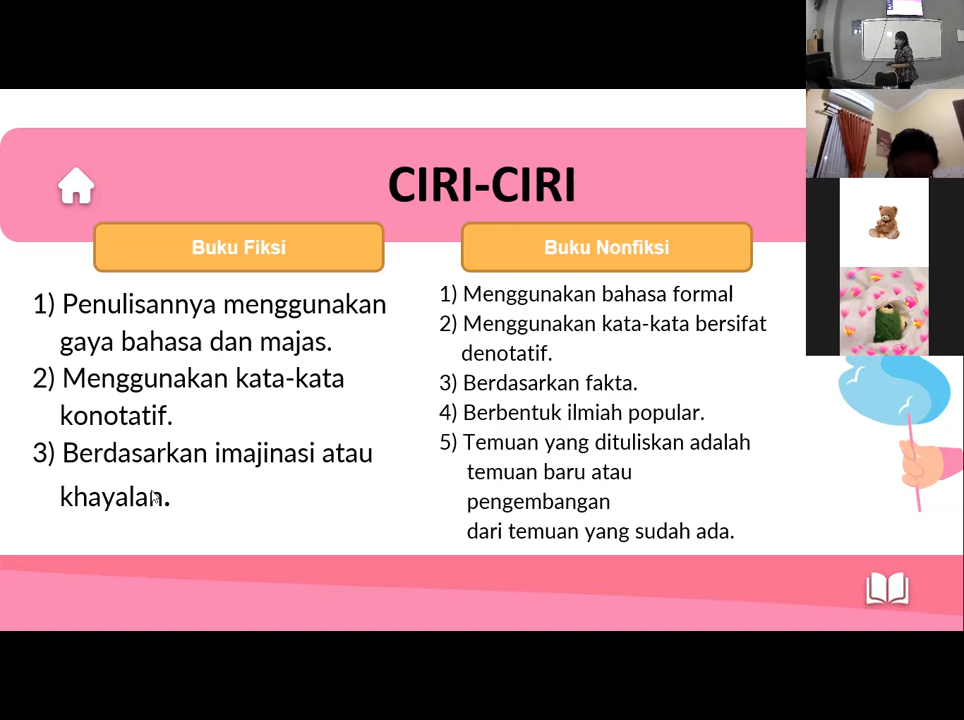 CIRI-CIRI
Buku Fiksi
1) Penulisannya menggunakan
gaya bahasa dan majas.
2) Menggunakan kata-kata
konotatif.
3) Berdasarkan imajinasi atau
khayalan.
Buku Nonfiksi
1) Menggunakan bahasa formal
2) Menggunakan kata-kata bersifat
denotatif.
3) Berdasarkan fakta.
4) Berbentuk ilmiah popular.
5) Temuan yang dituliskan adalah
temuan baru atau
pengembangan
dari temuan yang sudah ada.